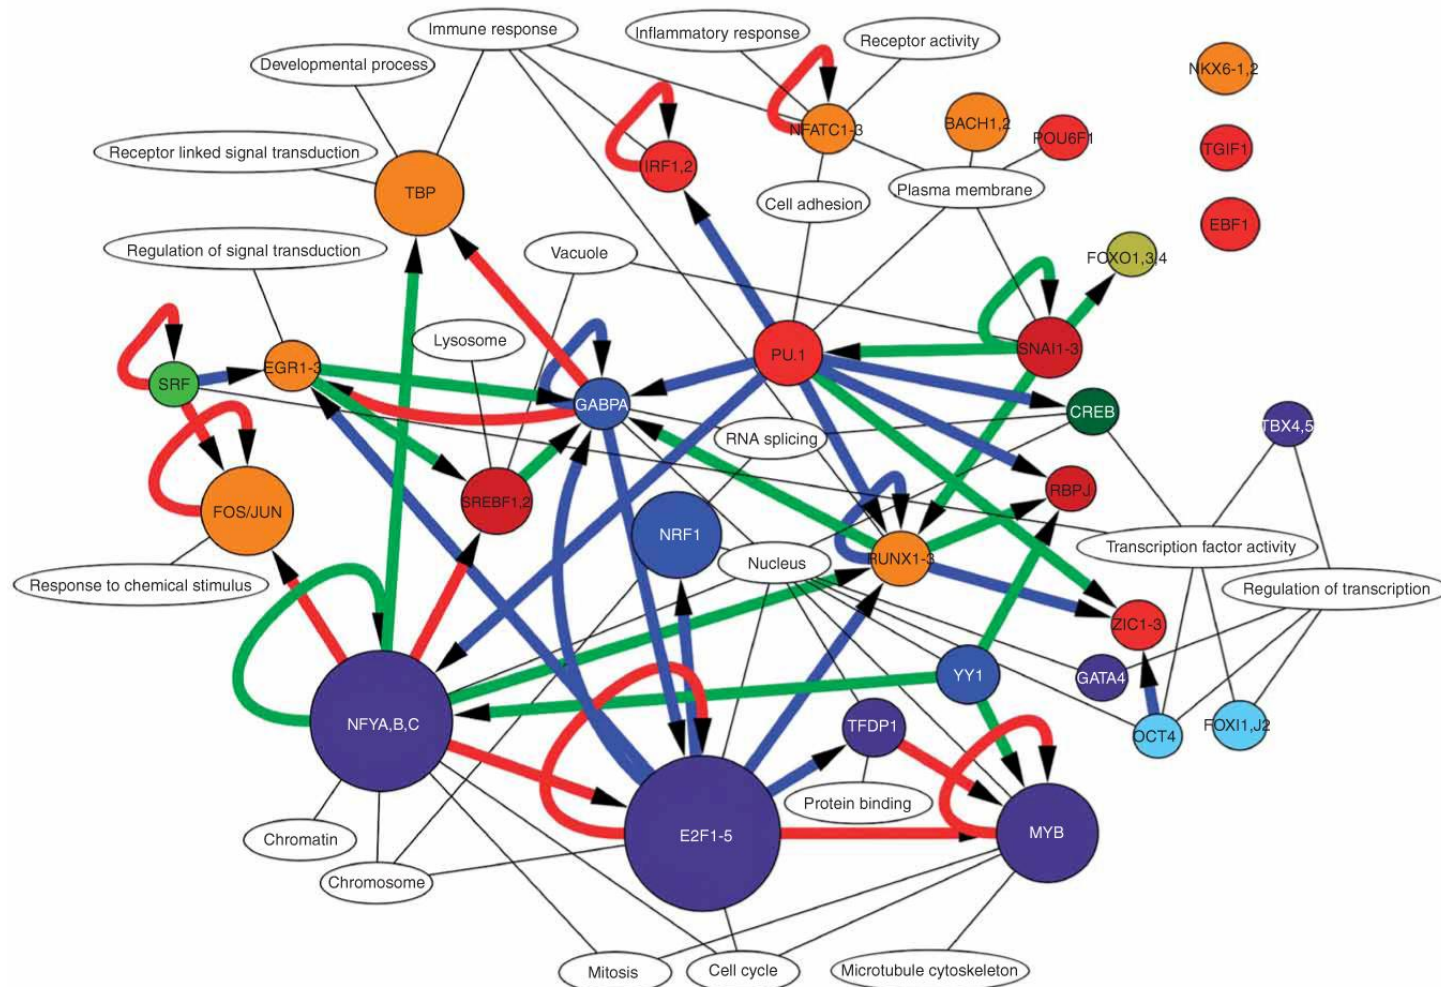 Immune response
Inflammatory response
Receptor activity
Developmental process
NKX6-1,2
NFATC1-3
BACH1,2
POU6F1
Receptor linked signal transduction
TGIF1
IRF1,2
TBP
Plasma membrane
Cell adhesion
EBF1
Regulation of signal transduction
Vacuole
FOXO1,3,4
Lysosome
PU.1
SNAI1-3
EGR1-3
SRF
GABPA
CREB
TBX4,5
RNA splicing
RBPJ
SREBF1,2
FOS/JUN
NRF1
Transcription factor activity
Nucleus
RUNX1-3
Response to chemical stimulus
Regulation of transcription
ZIC1-3
YY1
GATA4
NFYA,B,C
TFDP1
OCT4
FOXI1,J2
Protein binding
E2F1-5
MYB
Chromatin
Chromosome
Mitosis
Cell cycle
Microtubule cytoskeleton